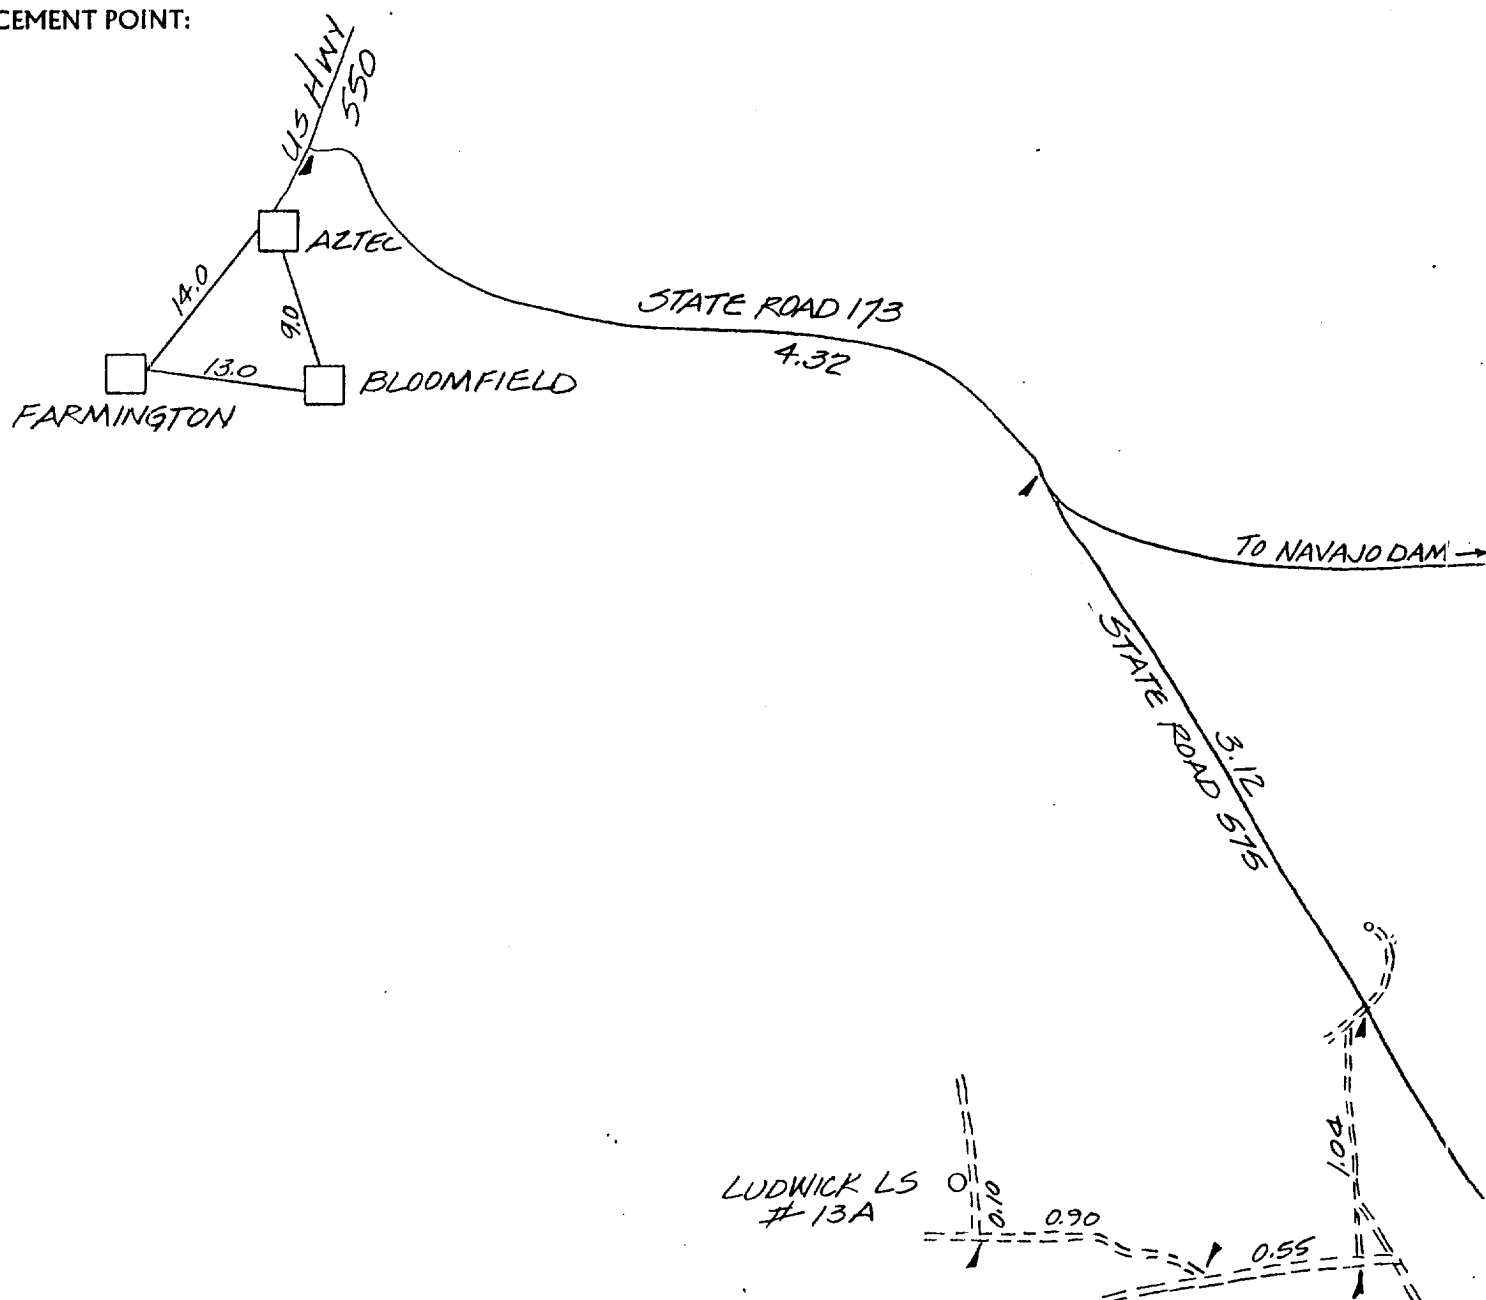 CEMENT POINT:
US HWY
550
AZTEC
14.0
9.0
13.0
FARMINGTON
BLOOMFIELD
STATE ROAD 173
4.32
TO NAVAJO DAM
STATE ROAD 575
3.12
1.04
LUDWICK LS
# 13A
0.10
0.90
0.55